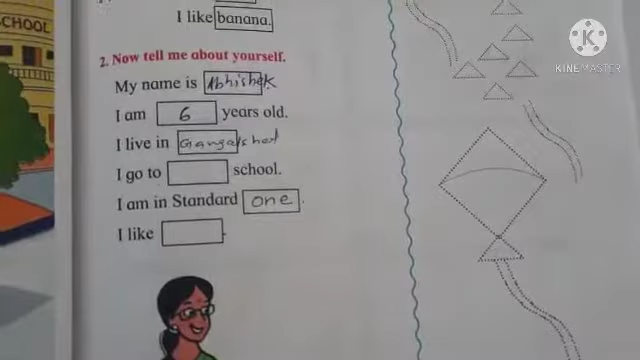 SCHOOL
I like banana.
2. Now tell me about yourself.
My name is Abhishek
I am 6 years old.
I live in
I go to school.
I am in Standard one.
I like .
K
KINEMASTER